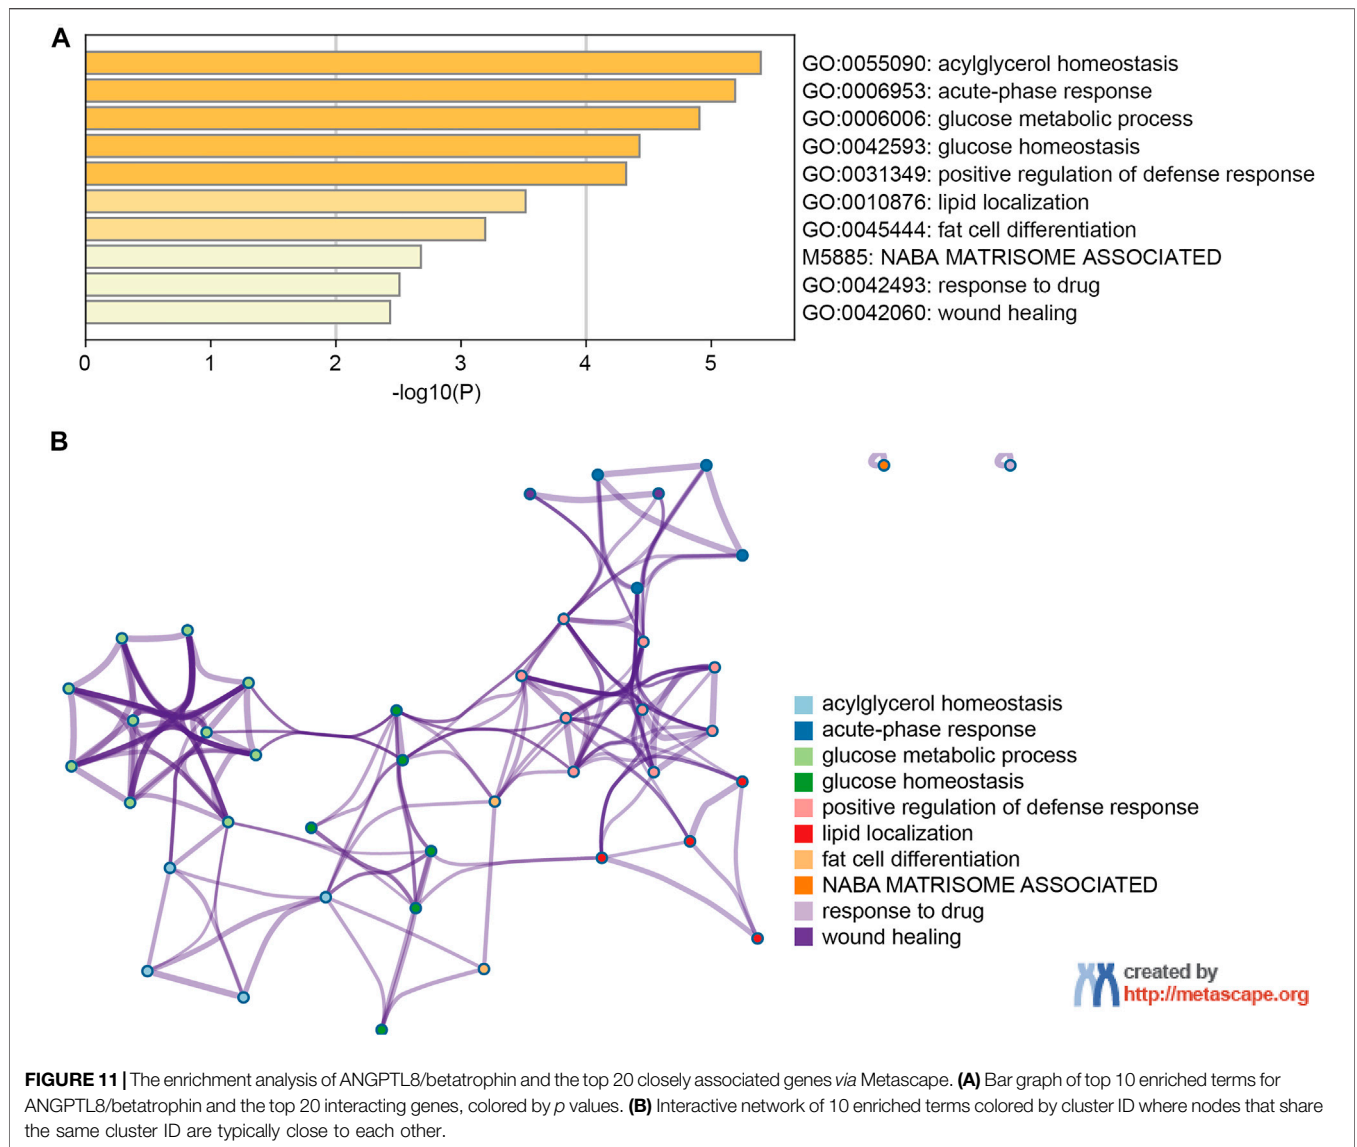 A
GO:0055090: acylglycerol homeostasis
GO:0006953: acute-phase response
GO:0006006: glucose metabolic process
GO:0042593: glucose homeostasis
GO:0031349: positive regulation of defense response
GO:0010876: lipid localization
GO:0045444: fat cell differentiation
M5885: NABA MATRISOME ASSOCIATED
GO:0042493: response to drug
GO:0042060: wound healing
0 1 2 3 4 5
-log10(P)
B
acylglycerol homeostasis
acute-phase response
glucose metabolic process
glucose homeostasis
positive regulation of defense response
lipid localization
fat cell differentiation
NABA MATRISOME ASSOCIATED
response to drug
wound healing
created by
http://metascape.org
FIGURE 11 | The enrichment analysis of ANGPTL8/betatrophin and the top 20 closely associated genes via Metascape. (A) Bar graph of top 10 enriched terms for
ANGPTL8/betatrophin and the top 20 interacting genes, colored by p values. (B) Interactive network of 10 enriched terms colored by cluster ID where nodes that share
the same cluster ID are typically close to each other.